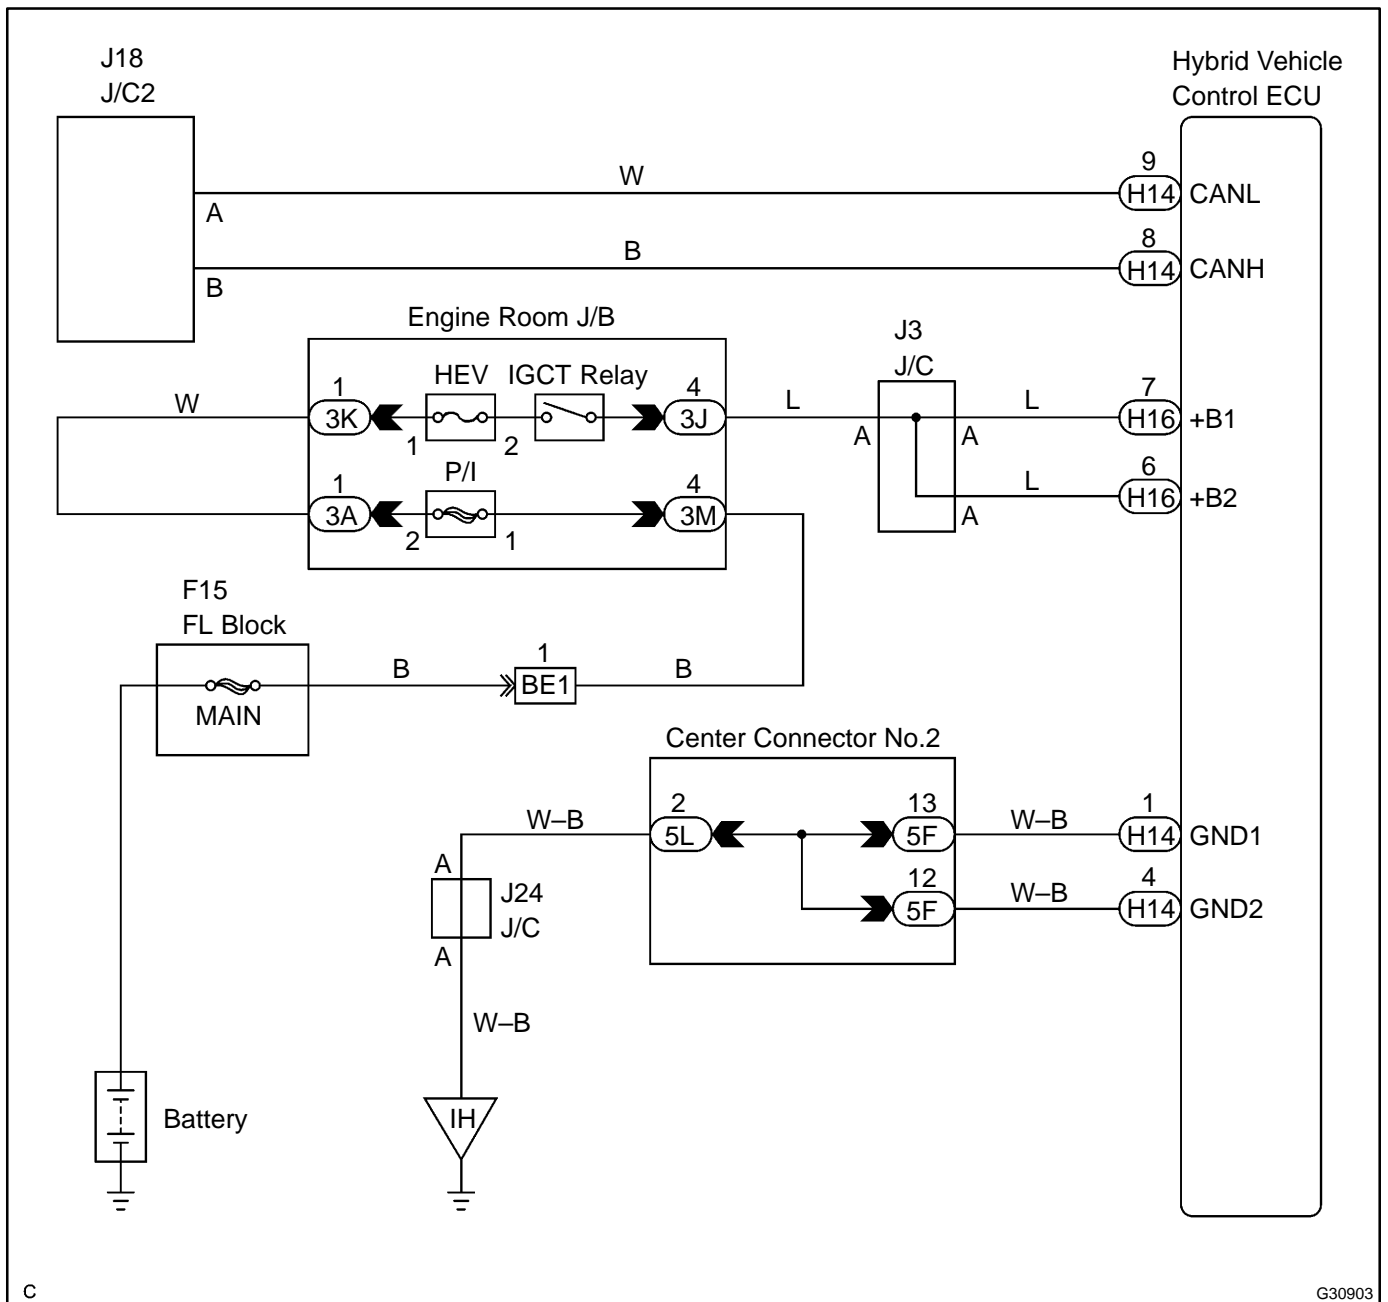 J18
J/C2
Hybrid Vehicle
Control ECU
W
9
A
H14 CANL
B
8
B
H14 CANH
Engine Room J/B
J3
J/C
HEV IGCT Relay
W
1
4
L
L
7
3K
3J
A
A
H16 +B1
1
2
P/I
L
6
H16 +B2
A
1
4
3A
3M
2
1
F15
FL Block
B
1
BE1
B
MAIN
Center Connector No.2
W–B
2
13
W–B
1
5L
5F
H14 GND1
A
12
W–B
4
J24
J/C
5F
H14 GND2
A
W–B
IH
Battery
C
G30903